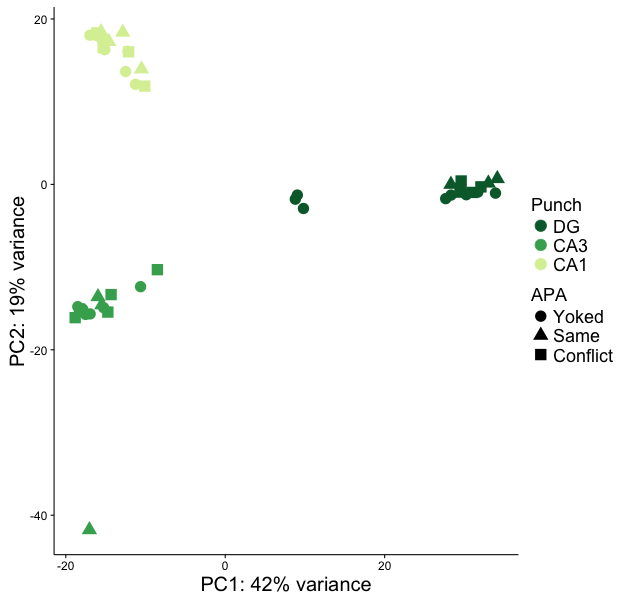 20
0
-20
-40
PC2: 19% variance
-20
0
20
PC1: 42% variance
Punch
DG
CA3
CA1
APA
Yoked
Same
Conflict